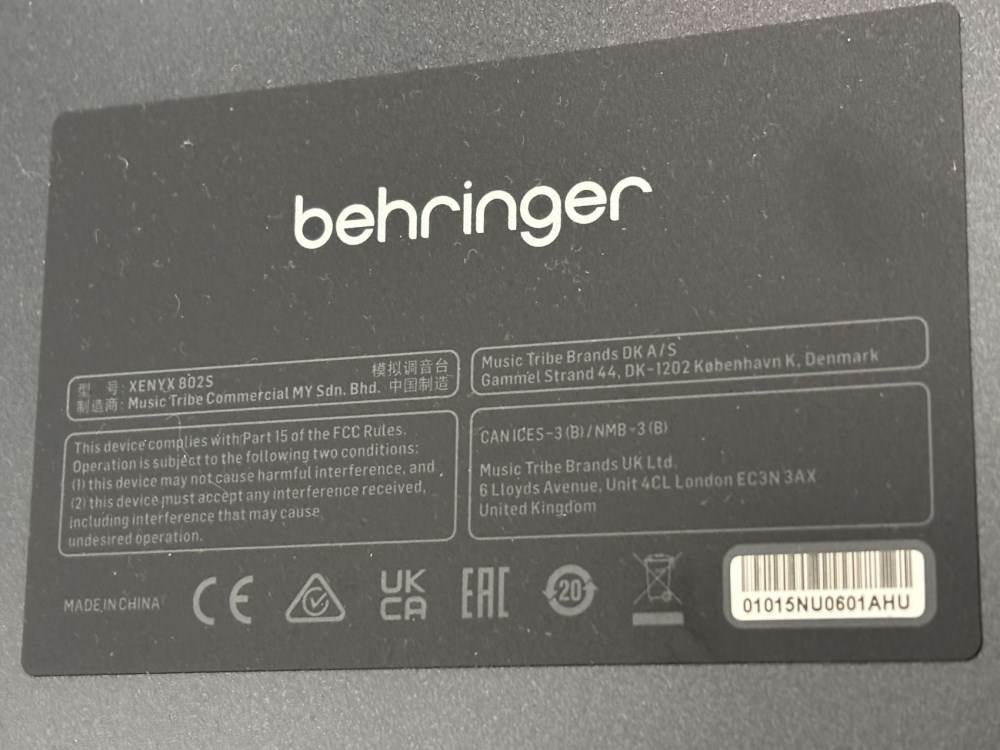 behringer
型 号: XENYX 802S 模拟调音台
制造商: Music Tribe Commercial MY Sdn. Bhd. 中国制造
Music Tribe Brands DK A/S
Gammel Strand 44, DK-1202 København K, Denmark
This device complies with Part 15 of the FCC Rules.
Operation is subject to the following two conditions:
(1) this device may not cause harmful interference, and
(2) this device must accept any interference received,
including interference that may cause
undesired operation.
CAN ICES-3 (B) / NMB-3 (B)
Music Tribe Brands UK Ltd.
6 Lloyds Avenue, Unit 4CL London EC3N 3AX
United Kingdom
MADE IN CHINA
CE
UK
CA
EAC
20
01015NU0601AHU